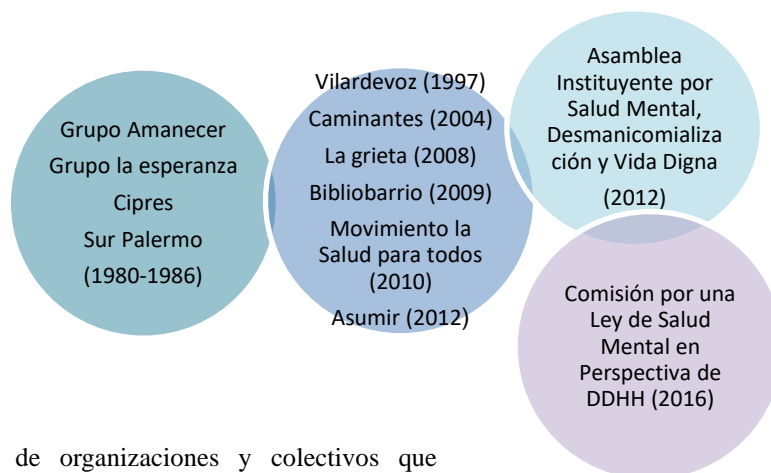 Grupo Amanecer
Grupo la esperanza
Cipres
Sur Palermo
(1980-1986)
Vilardevoz (1997)
Caminantes (2004)
La grieta (2008)
Bibliobarrio (2009)
Movimiento la
Salud para todos
(2010)
Asumir (2012)
Asamblea
Instituyente por
Salud Mental,
Desmanicomializa
ción y Vida Digna
(2012)
Comisión por una
Ley de Salud
Mental en
Perspectiva de
DDHH (2016)
de organizaciones y colectivos que